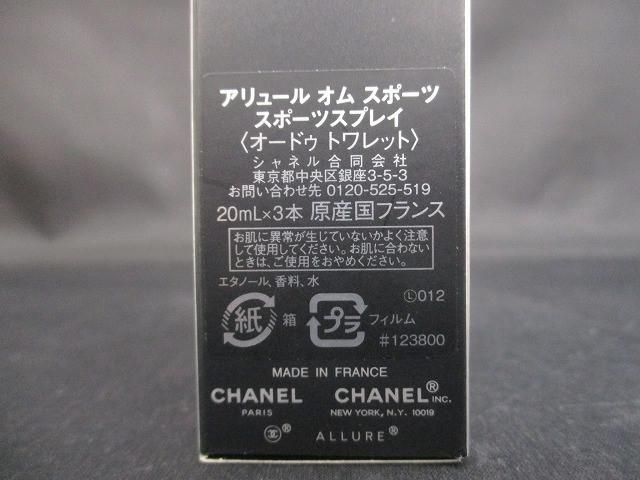 アリュール オム スポーツ
スポーツスプレイ
〈オードゥ トワレット〉
シャネル合同会社
東京都中央区銀座3-5-3
お問い合わせ先 0120-525-519
20mL×3本 原産国フランス
お肌に異常が生じていないかよく注意
して使用してください。お肌に合わない
ときは、ご使用をおやめください。
エタノール、香料、水
Ⓛ012
紙 箱 プラ フィルム
#123800
MADE IN FRANCE
CHANEL CHANEL® INC.
PARIS NEW YORK, N.Y. 10019
® ALLURE®